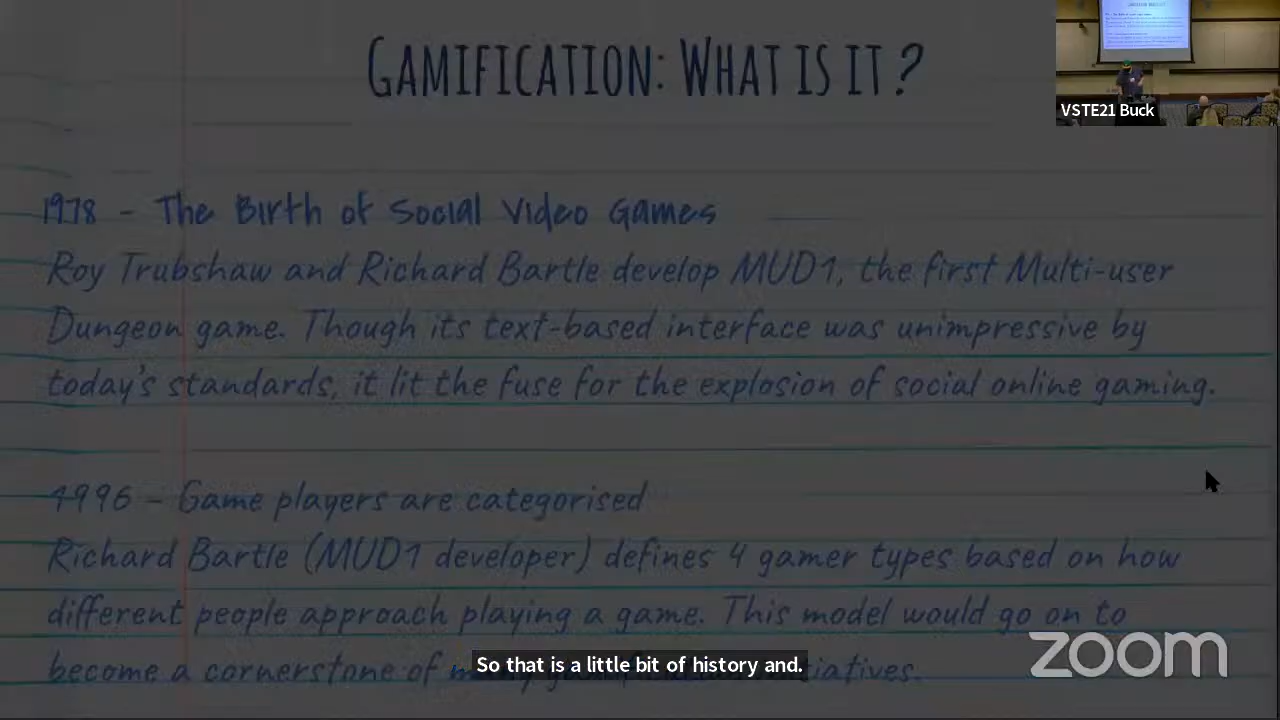 GAMIFICATION: WHAT IS IT?
VSTE21 Buck
1978 - The Birth of Social Video Games
Roy Trubshaw and Richard Bartle develop MUD1, the first Multi-user
Dungeon game. Though its text-based interface was unimpressive by
today's standards, it lit the fuse for the explosion of social online gaming.
1996 - Game players are categorised
Richard Bartle (MUD1 developer) defines 4 gamer types based on how
different people approach playing a game. This model would go on to
become a cornerstone of
So that is a little bit of history and.
zoom